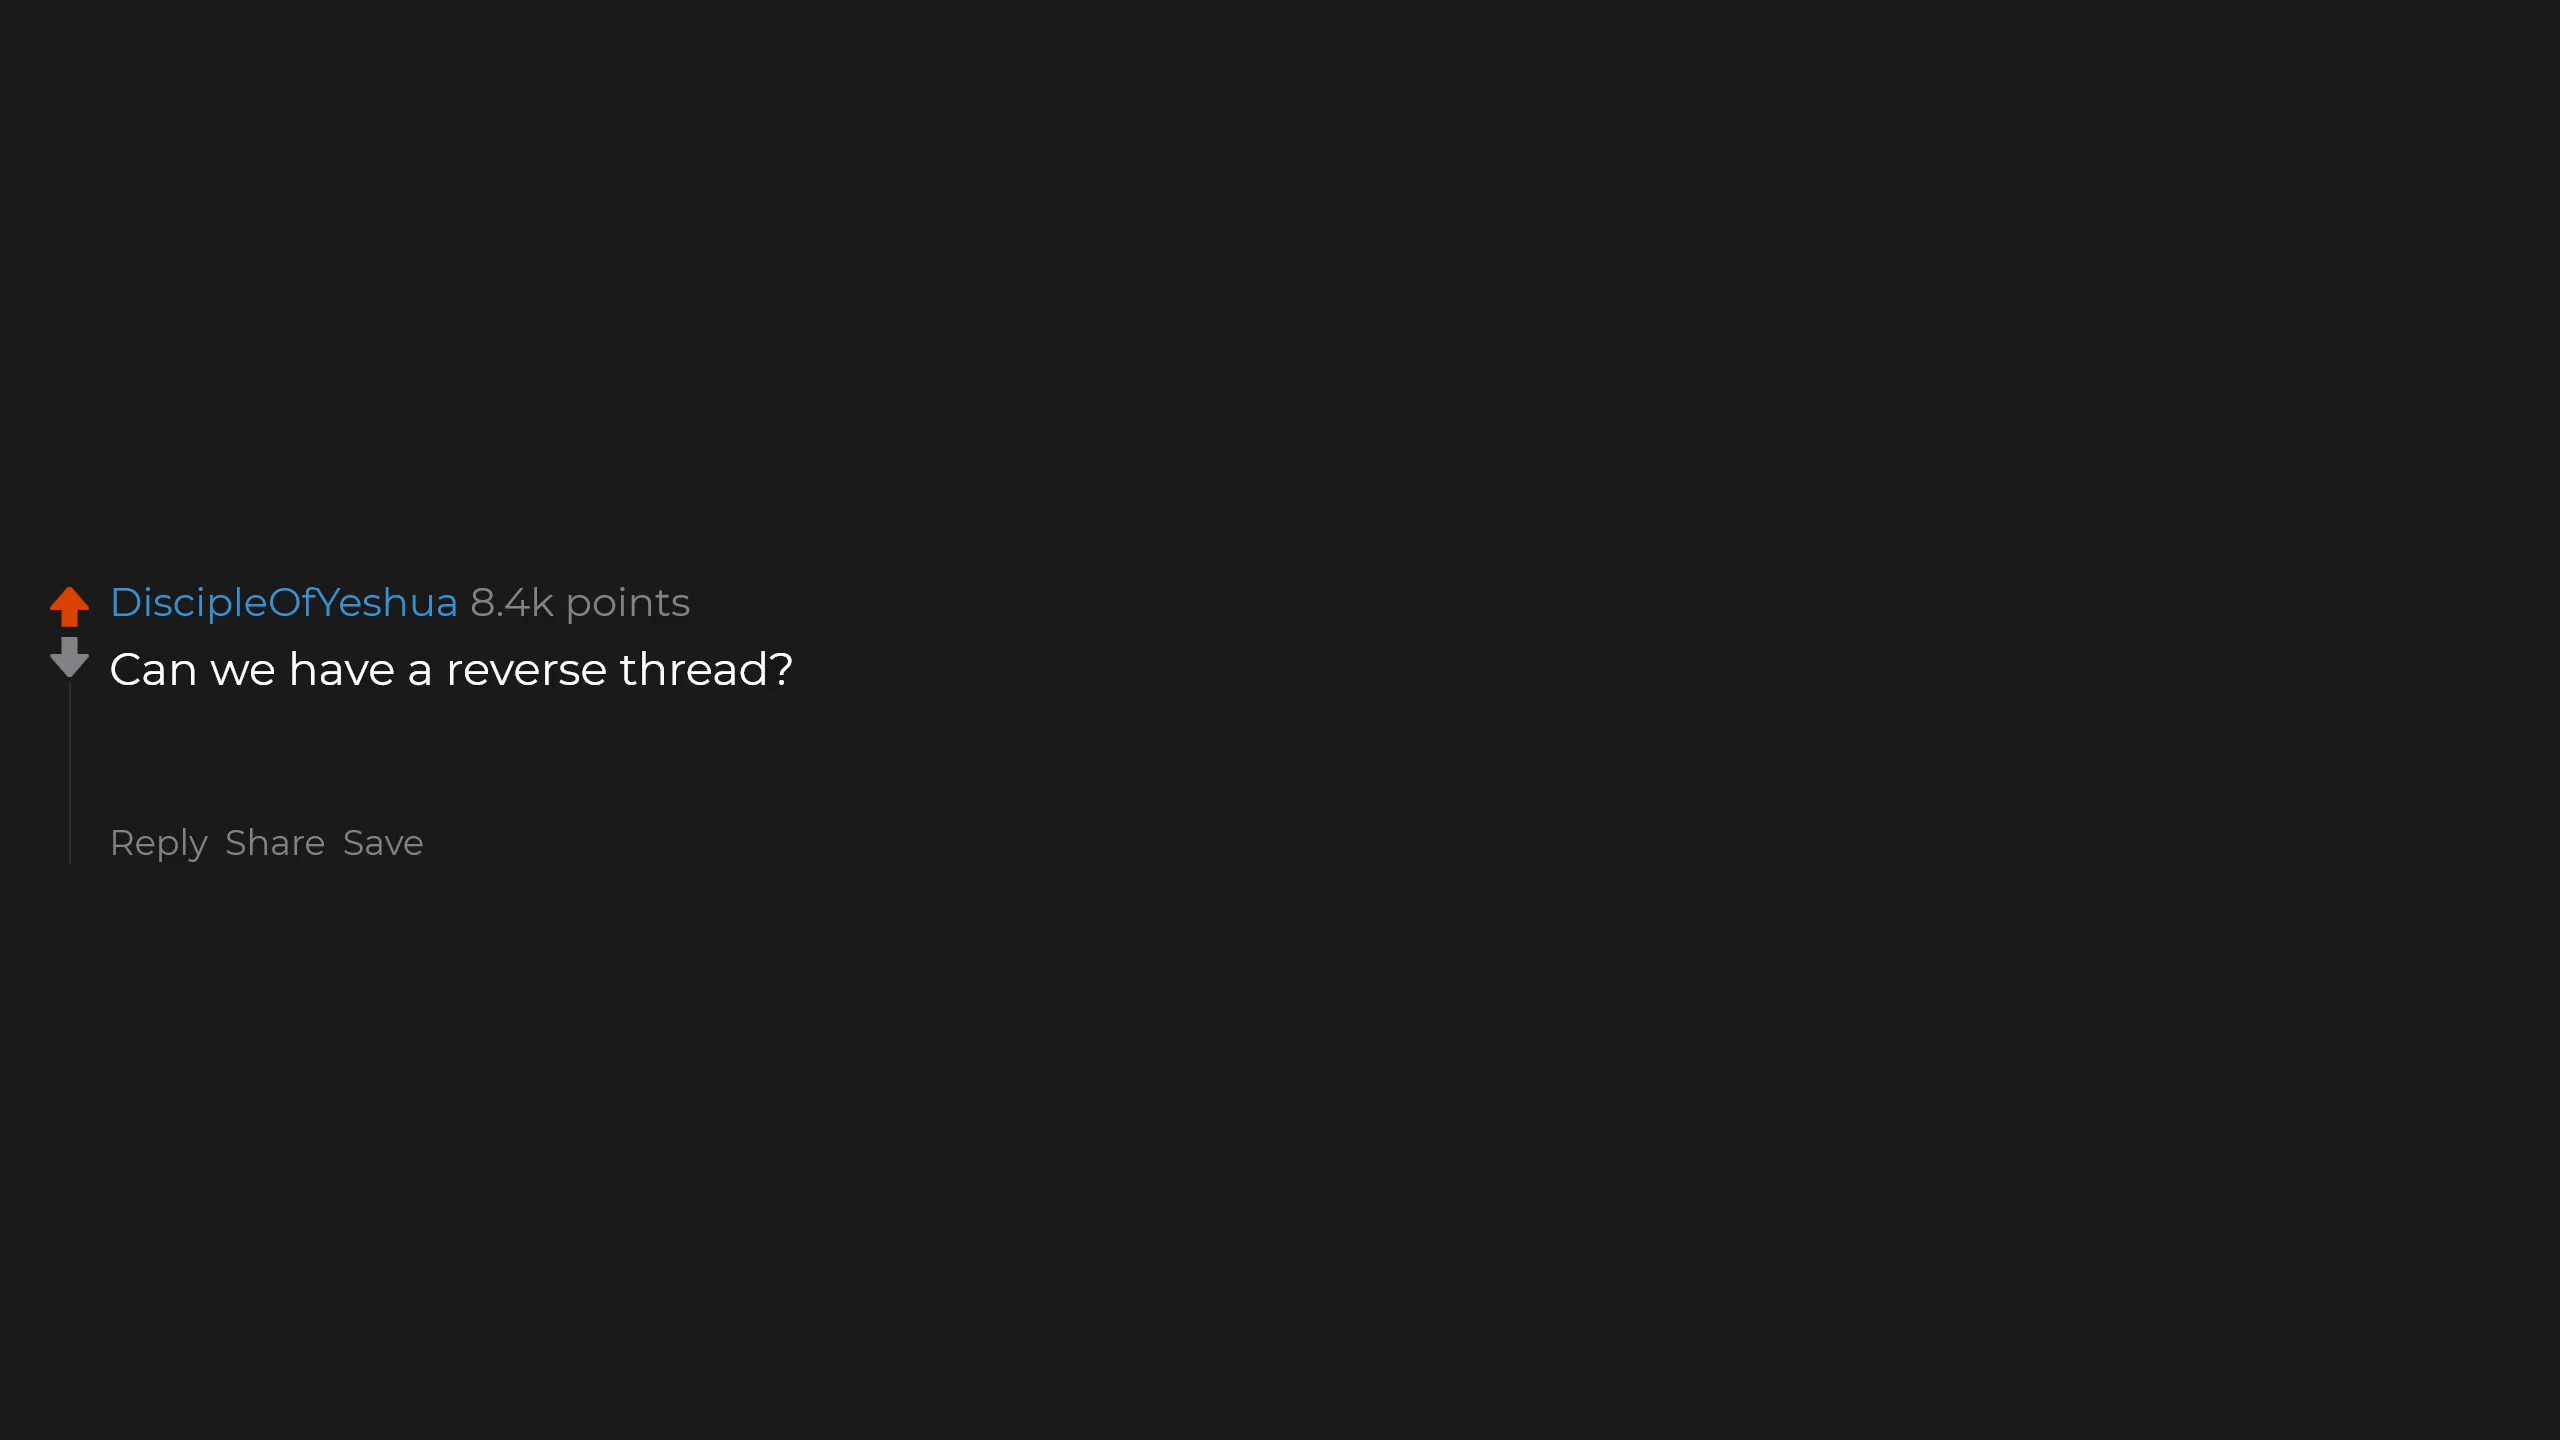 DiscipleOfYeshua 8.4k points
Can we have a reverse thread?
Reply Share Save